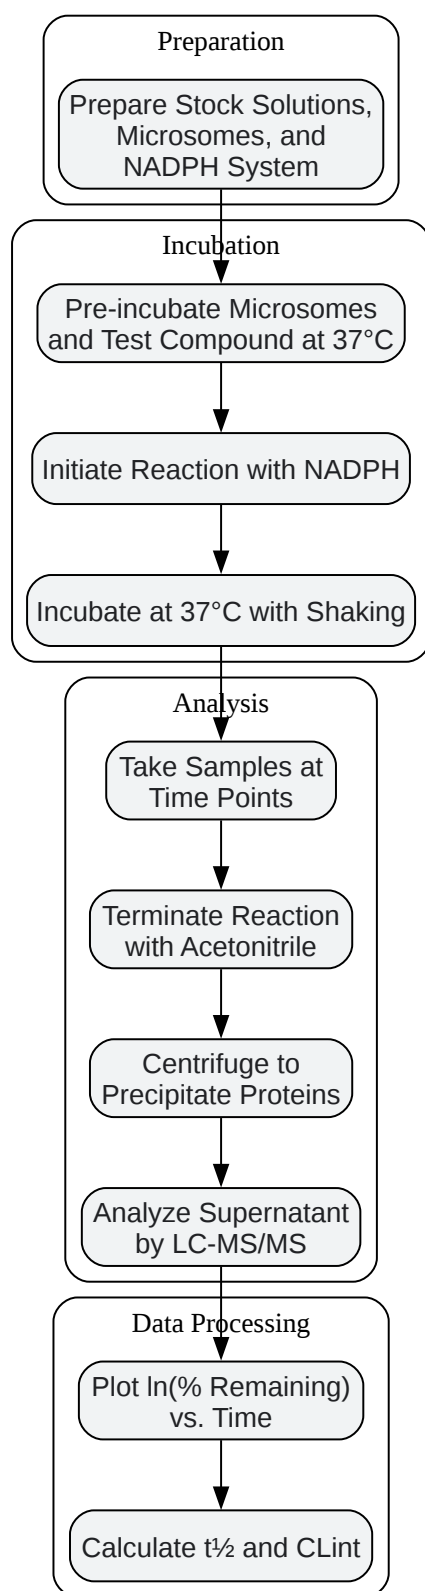 Preparation
Prepare Stock Solutions,
Microsomes, and
NADPH System
Incubation
Pre-incubate Microsomes
and Test Compound at 37°C
Initiate Reaction with NADPH
Incubate at 37°C with Shaking
Analysis
Take Samples at
Time Points
Terminate Reaction
with Acetonitrile
Centrifuge to
Precipitate Proteins
Analyze Supernatant
by LC-MS/MS
Data Processing
Plot ln(% Remaining)
vs. Time
Calculate t½ and CLint